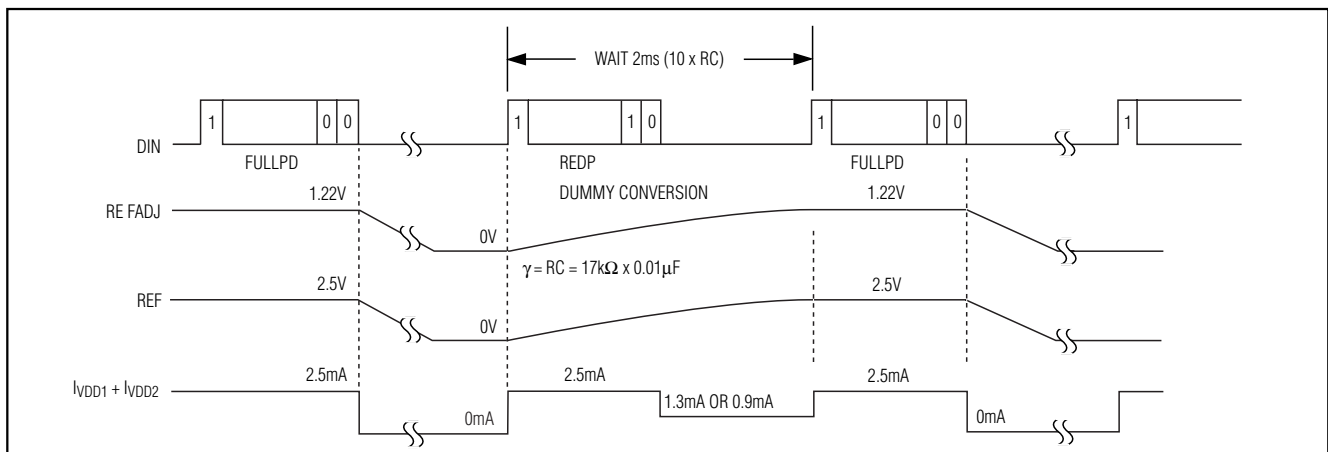 WAIT 2ms (10 x RC)
DIN 1 0 0 1 1 0 1 0 0 1
FULLPD REDP FULLPD
DUMMY CONVERSION
RE FADJ 1.22V 0V 1.22V
γ = RC = 17kΩ x 0.01μF
REF 2.5V 0V 2.5V
IVDD1 + IVDD2 2.5mA 0mA 2.5mA 1.3mA OR 0.9mA 2.5mA 0mA